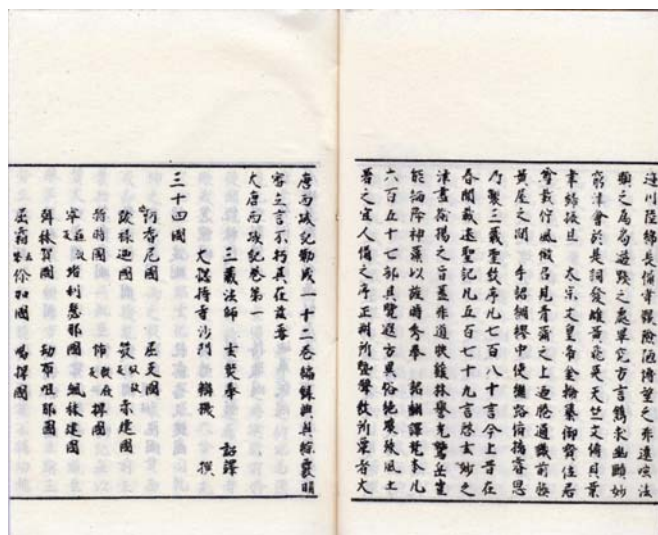 川陸綿長備嘗艱險陋博望之非遠嗤法
顯之為局遊踐之處畢究方言鐫求幽賾妙
窮津會於是詞發雄黃飛英天竺文傳貝葉
聿歸振旦 太宗文皇帝金輪纂御寶位居
尊載佇風徽召見青蒲之上迺睠通識前膝
黃屋之間 手詔綢繆中使繼路俯摛睿思
乃製三藏聖教序凡七百八十言今上昔在
春闈裁述聖記凡五百七十九言啓玄妙之
津盡揄揚之旨蓋非道映雞林譽光鷲岳豈
能緬降神藻以旌時秀奉 詔翻譯梵本凡
六百五十七部具覽遐方異俗絕壤殊風土
著之宜人倫之序正朔所暨聲教所覃著大
唐西域記勒成一十二卷編錄典奧綜覈明
審立言不朽其在茲焉
大唐西域記卷第一
三藏法師 玄奘奉 詔譯
大總持寺沙門 辯機 撰
三十四國
阿耆尼國 屈支國
跋祿迦國 笯赤建國
赭時國 㤄捍國
窣堵利瑟那國 颯秣建國
弭秣賀國 劫布呾那國
屈霜你迦國 喝捍國